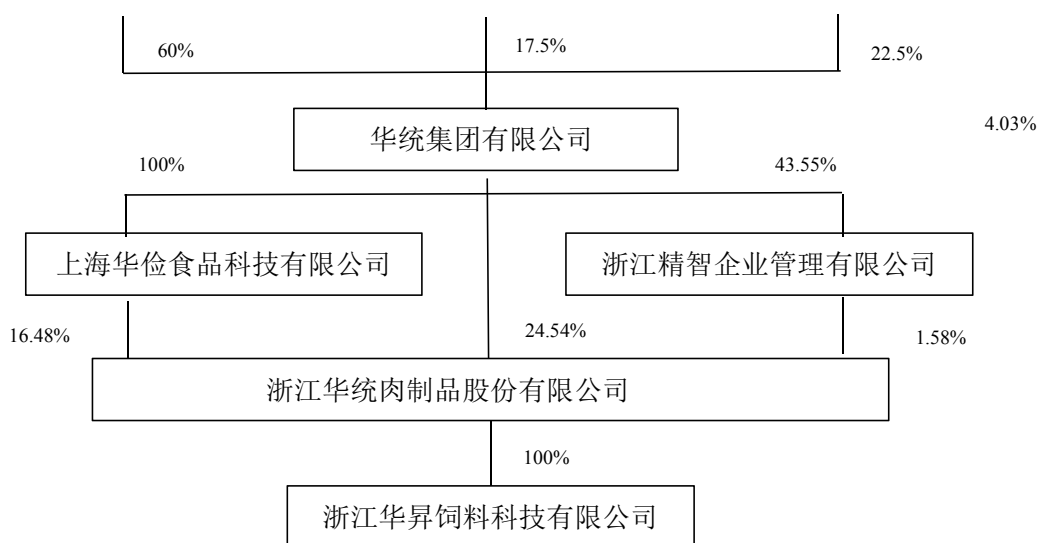 60%
17.5%
22.5%
华统集团有限公司
4.03%
100%
43.55%
上海华俭食品科技有限公司
浙江精智企业管理有限公司
16.48%
24.54%
1.58%
浙江华统肉制品股份有限公司
100%
浙江华昇饲料科技有限公司